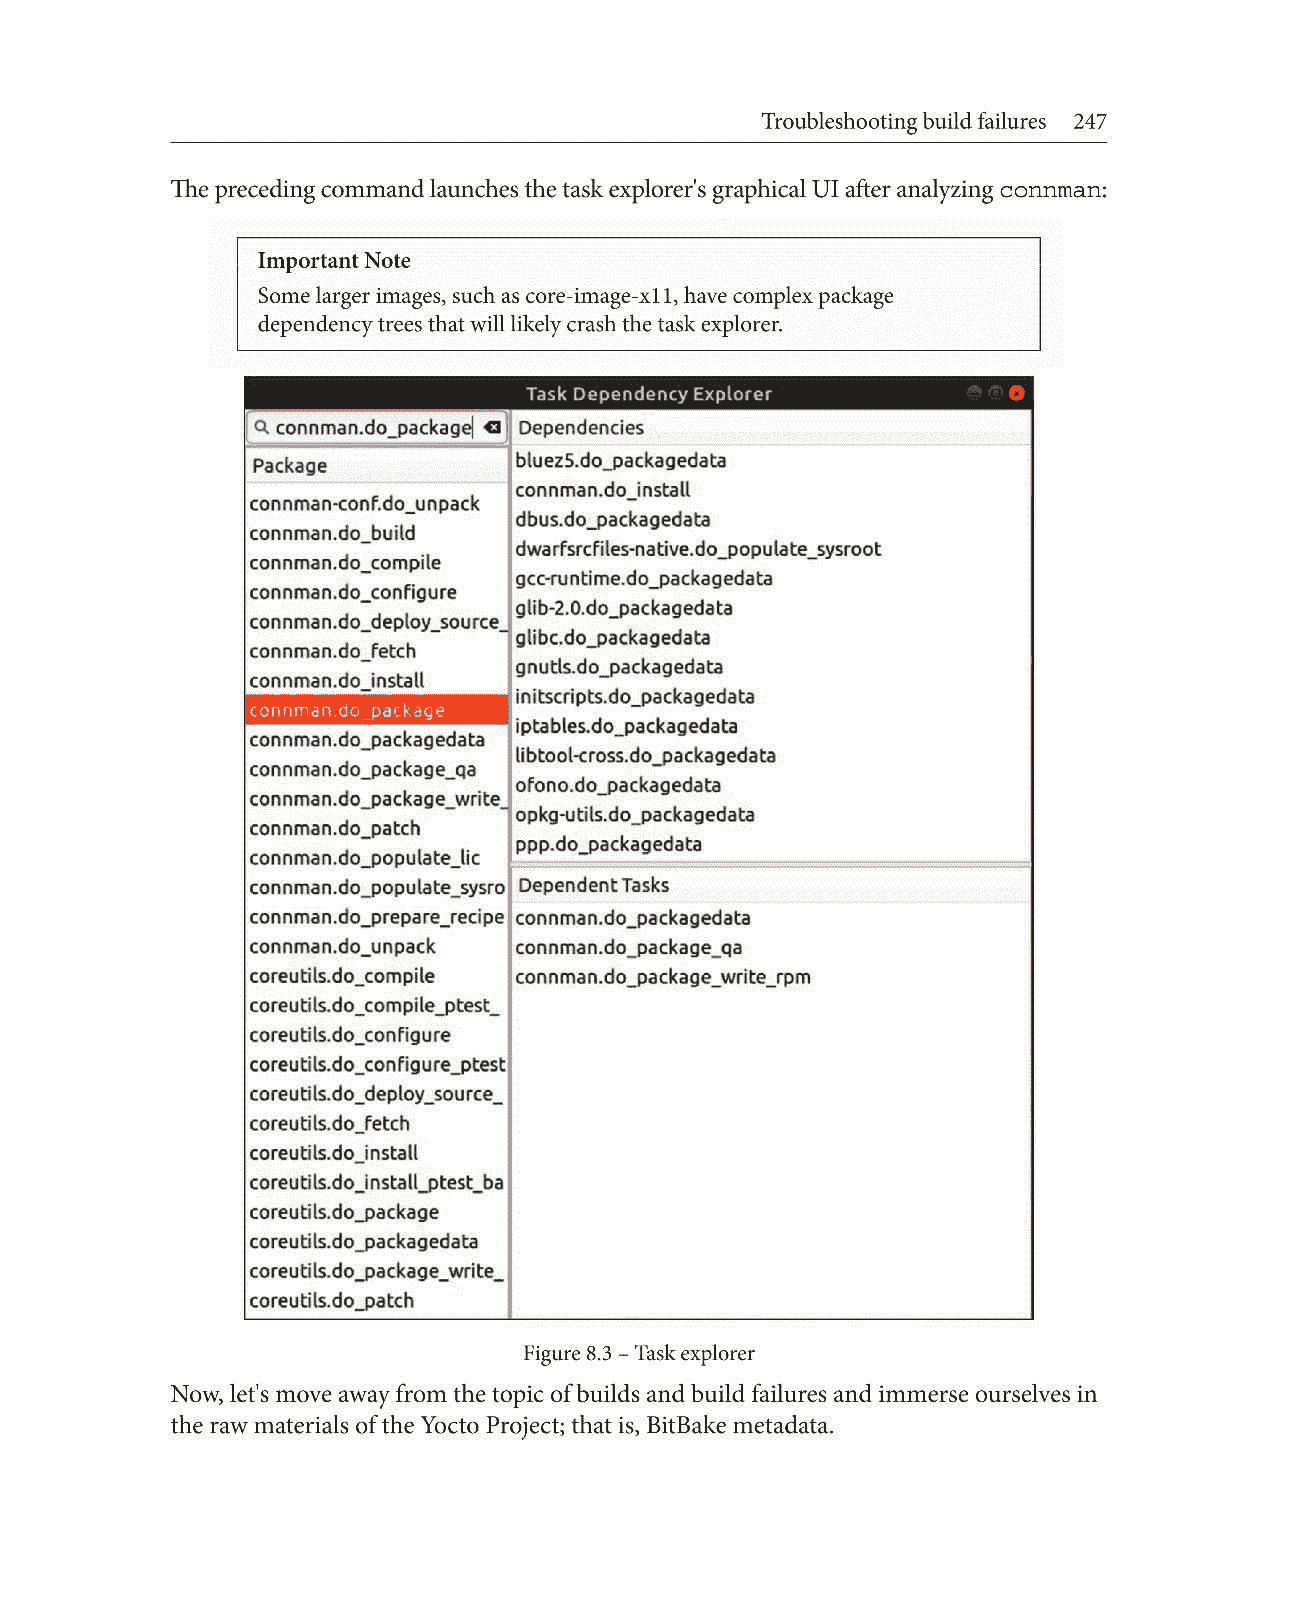 Troubleshooting build failures 247
The preceding command launches the task explorer's graphical UI after analyzing connman:
Important Note
Some larger images, such as core-image-x11, have complex package
dependency trees that will likely crash the task explorer.
Task Dependency Explorer
connman.do_package
Package
connman-conf.do_unpack
connman.do_build
connman.do_compile
connman.do_configure
connman.do_deploy_source_
connman.do_fetch
connman.do_install
connman.do_package
connman.do_packagedata
connman.do_package_qa
connman.do_package_write_
connman.do_patch
connman.do_populate_lic
connman.do_populate_sysro
connman.do_prepare_recipe
connman.do_unpack
coreutils.do_compile
coreutils.do_compile_ptest_
coreutils.do_configure
coreutils.do_configure_ptest
coreutils.do_deploy_source_
coreutils.do_fetch
coreutils.do_install
coreutils.do_install_ptest_ba
coreutils.do_package
coreutils.do_packagedata
coreutils.do_package_write_
coreutils.do_patch
Dependencies
bluez5.do_packagedata
connman.do_install
dbus.do_packagedata
dwarfsrcfiles-native.do_populate_sysroot
gcc-runtime.do_packagedata
glib-2.0.do_packagedata
glibc.do_packagedata
gnutls.do_packagedata
initscripts.do_packagedata
iptables.do_packagedata
libtool-cross.do_packagedata
ofono.do_packagedata
opkg-utils.do_packagedata
ppp.do_packagedata
Dependent Tasks
connman.do_packagedata
connman.do_package_qa
connman.do_package_write_rpm
Figure 8.3 – Task explorer
Now, let's move away from the topic of builds and build failures and immerse ourselves in
the raw materials of the Yocto Project; that is, BitBake metadata.